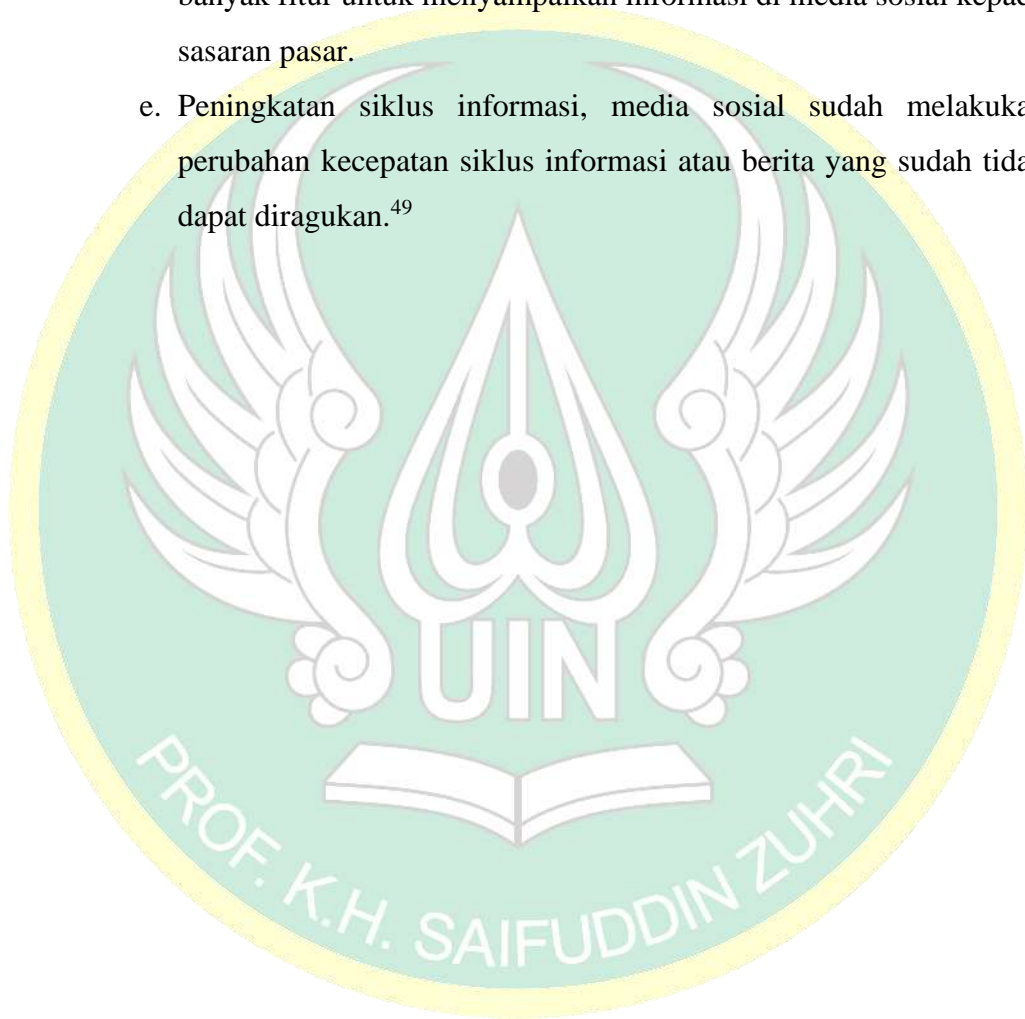 banyak fitur untuk menyampaikan informasi di media sosial kepad
sasaran pasar.
e. Peningkatan siklus informasi, media sosial sudah melakuka
perubahan kecepatan siklus informasi atau berita yang sudah tida
dapat diragukan.49
UIN
PROF. K.H. SAIFUDDIN ZUHRI